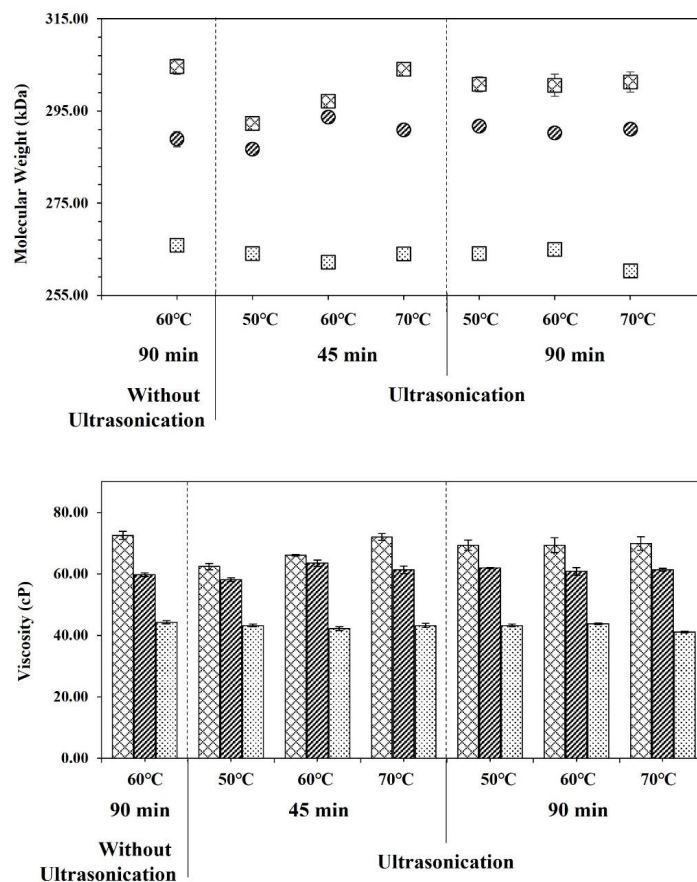 315.00
295.00
275.00
255.00
Molecular Weight (kDa)
60℃ 50℃ 60℃ 70℃ 50℃ 60℃ 70℃
90 min 45 min 90 min
Without
Ultrasonication
Ultrasonication
80.00
60.00
40.00
20.00
0.00
Viscosity (cP)
60℃ 50℃ 60℃ 70℃ 50℃ 60℃ 70℃
90 min 45 min 90 min
Without
Ultrasonication
Ultrasonication